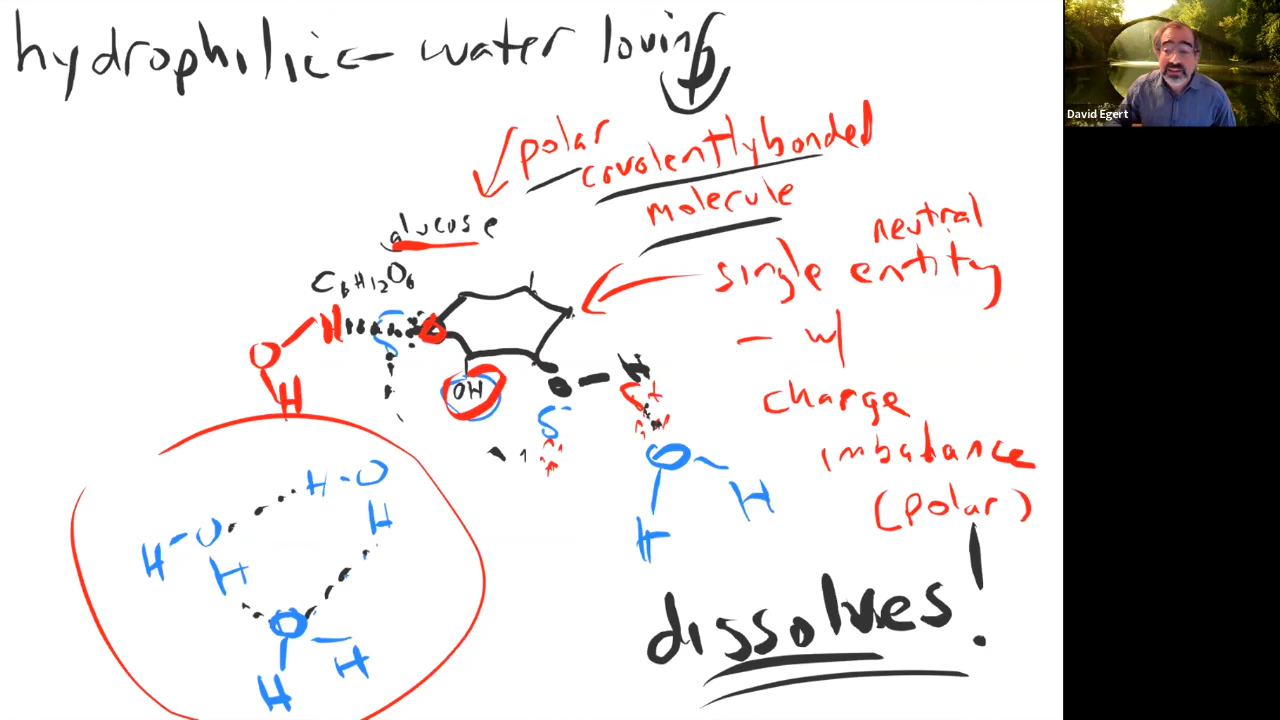 hydrophilic - water loving
David Egert
polar
covalently bonded
molecule
glucose
neutral
single entity
C6H12O6
- w/
charge
imbalance
(polar)
O H
H
O
OH
O - H
δ-
δ-
δ+
O
H
H
H - O
H
H - O
H
O
H
H
dissolves!